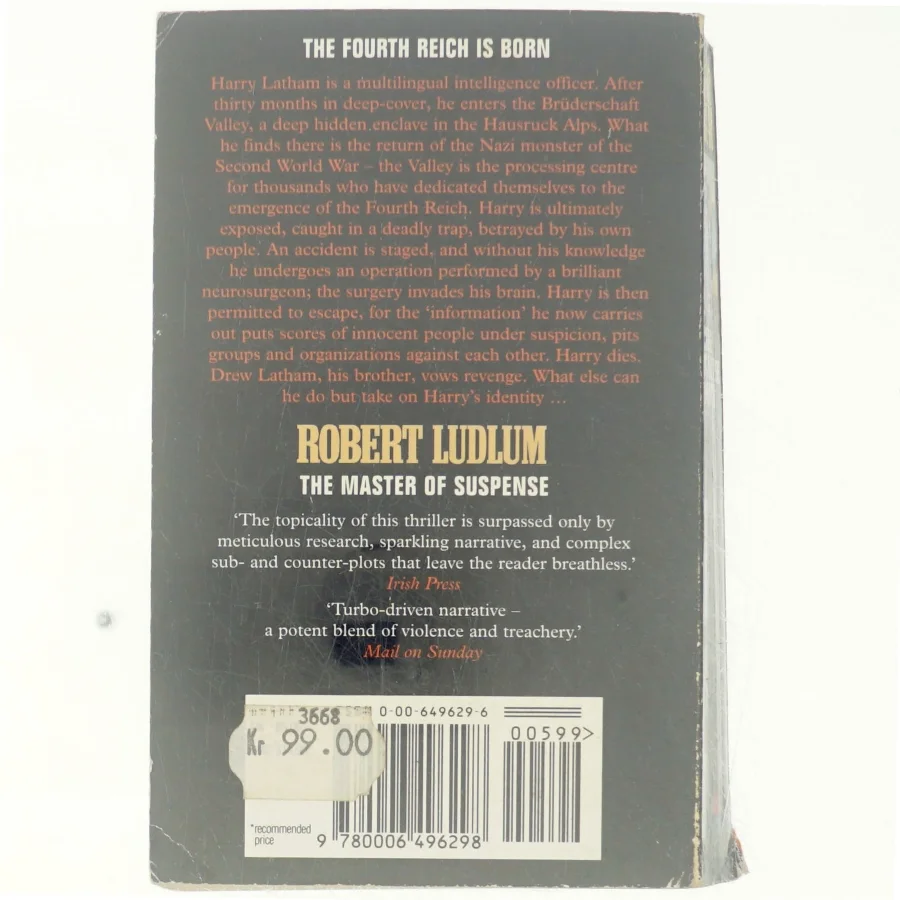 THE FOURTH REICH IS BORN
Harry Latham is a multilingual intelligence officer. After
thirty months in deep-cover, he enters the Brüderschaft
Valley, a deep hidden enclave in the Hausruck Alps. What
he finds there is the return of the Nazi monster of the
Second World War – the Valley is the processing centre
for thousands who have dedicated themselves to the
emergence of the Fourth Reich. Harry is ultimately
exposed, caught in a deadly trap, betrayed by his own
people. An accident is staged, and without his knowledge
he undergoes an operation performed by a brilliant
neurosurgeon; the surgery invades his brain. Harry is then
permitted to escape, for the ‘information’ he now carries
out puts scores of innocent people under suspicion, pits
groups and organizations against each other. Harry dies.
Drew Latham, his brother, vows revenge. What else can
he do but take on Harry’s identity ...
ROBERT LUDLUM
THE MASTER OF SUSPENSE
‘The topicality of this thriller is surpassed only by
meticulous research, sparkling narrative, and complex
sub- and counter-plots that leave the reader breathless.’
Irish Press
‘Turbo-driven narrative –
a potent blend of violence and treachery.’
Mail on Sunday
0-00-649629-6
3668
Kr 99.00
00599>
*recommended
price
9 780006 496298